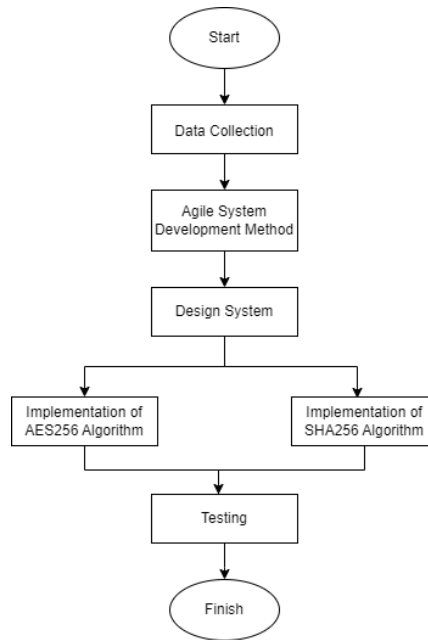 Start
Data Collection
Agile System
Development Method
Design System
Implementation of
AES256 Algorithm
Implementation of
SHA256 Algorithm
Testing
Finish